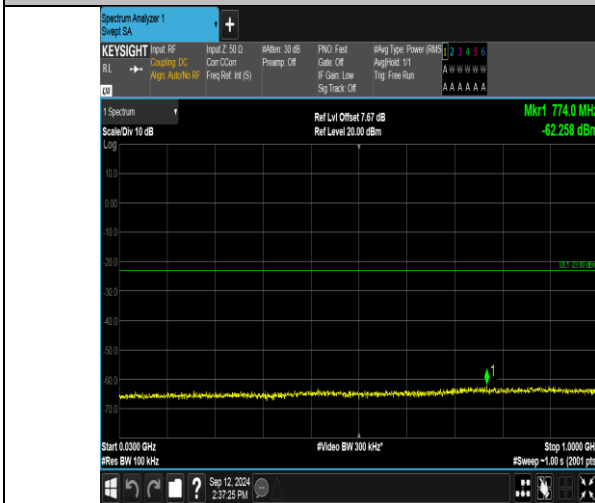 Spectrum Analyzer 1
Swept SA
+
KEYSIGHT
RL
Input: RF
Coupling: DC
Align: Auto/No RF
Input Z: 50 Ω
Corr CCorr
Freq Ref: Int (S)
#Atten: 30 dB
Preamp: Off
PNO: Fast
Gate: Off
IF Gain: Low
Sig Track: Off
#Avg Type: Power (RMS
Avg|Hold: 1/1
Trig: Free Run
1 2 3 4 5 6
A W W W W W
A A A A A A
1 Spectrum
Scale/Div 10 dB
Log
Ref Lvl Offset 7.67 dB
Ref Level 20.00 dBm
Mkr1 774.0 MHz
-62.258 dBm
10.0
0.00
-10.0
-20.0
DL1 -23.00 dBm
-30.0
-40.0
-50.0
1
-60.0
-70.0
Start 0.0300 GHz
#Res BW 100 kHz
#Video BW 300 kHz*
Stop 1.0000 GH
#Sweep ~1.00 s (2001 pts
?
Sep 12, 2024
2:37:25 PM